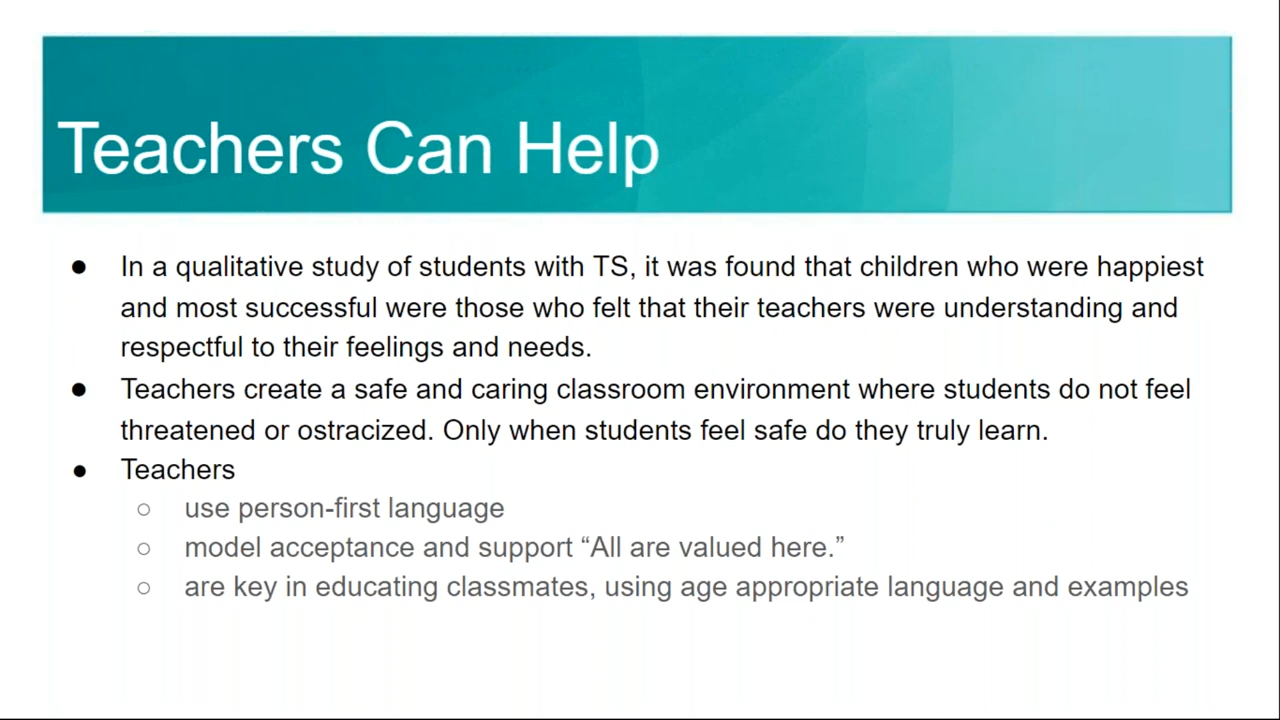 Teachers Can Help
● In a qualitative study of students with TS, it was found that children who were happiest
and most successful were those who felt that their teachers were understanding and
respectful to their feelings and needs.
● Teachers create a safe and caring classroom environment where students do not feel
threatened or ostracized. Only when students feel safe do they truly learn.
● Teachers
○ use person-first language
○ model acceptance and support “All are valued here.”
○ are key in educating classmates, using age appropriate language and examples